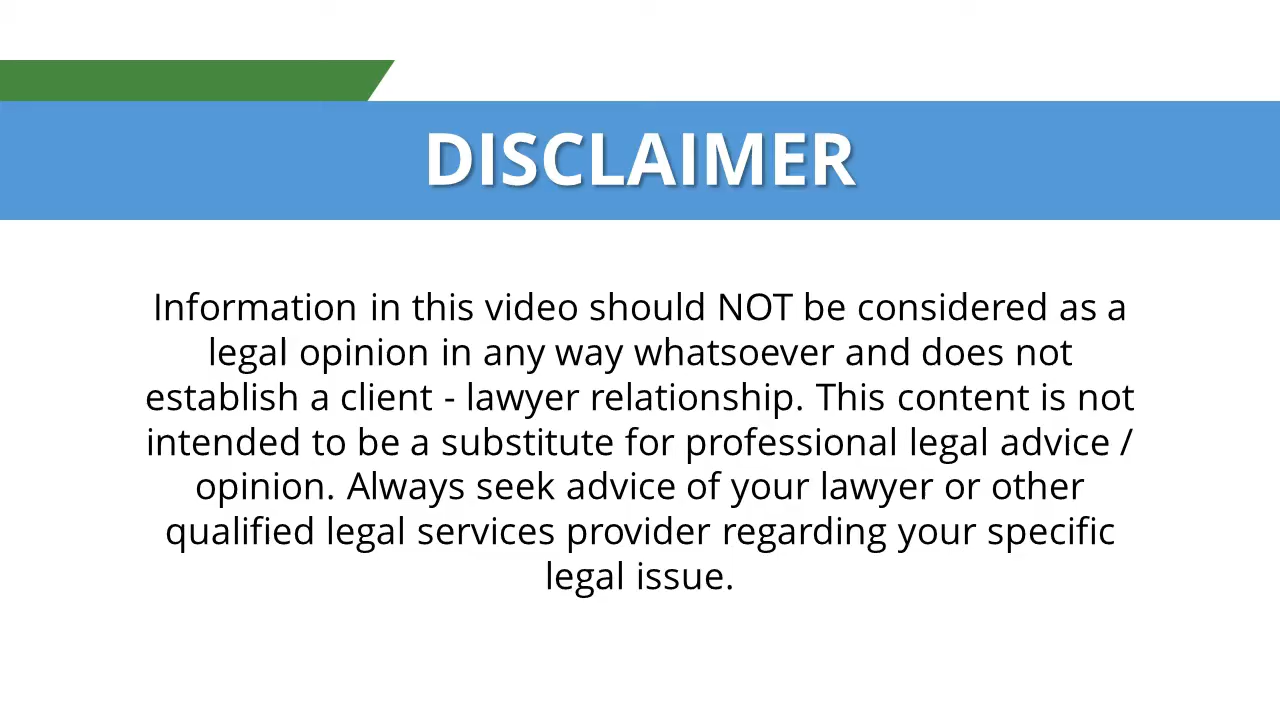 DISCLAIMER
Information in this video should NOT be considered as a
legal opinion in any way whatsoever and does not
establish a client - lawyer relationship. This content is not
intended to be a substitute for professional legal advice /
opinion. Always seek advice of your lawyer or other
qualified legal services provider regarding your specific
legal issue.